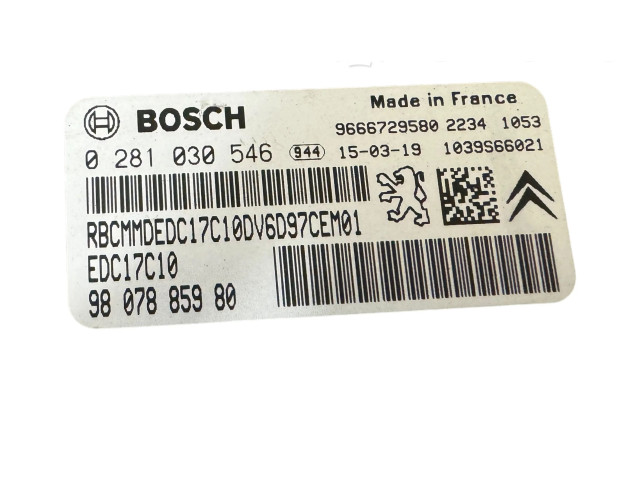 BOSCH
Made in France
9666729580 2234 1053
0 281 030 546 944 15-03-19 1039S66021
RBCMMDEDC17C10DV6D97CEM01
EDC17C10
98 078 859 80